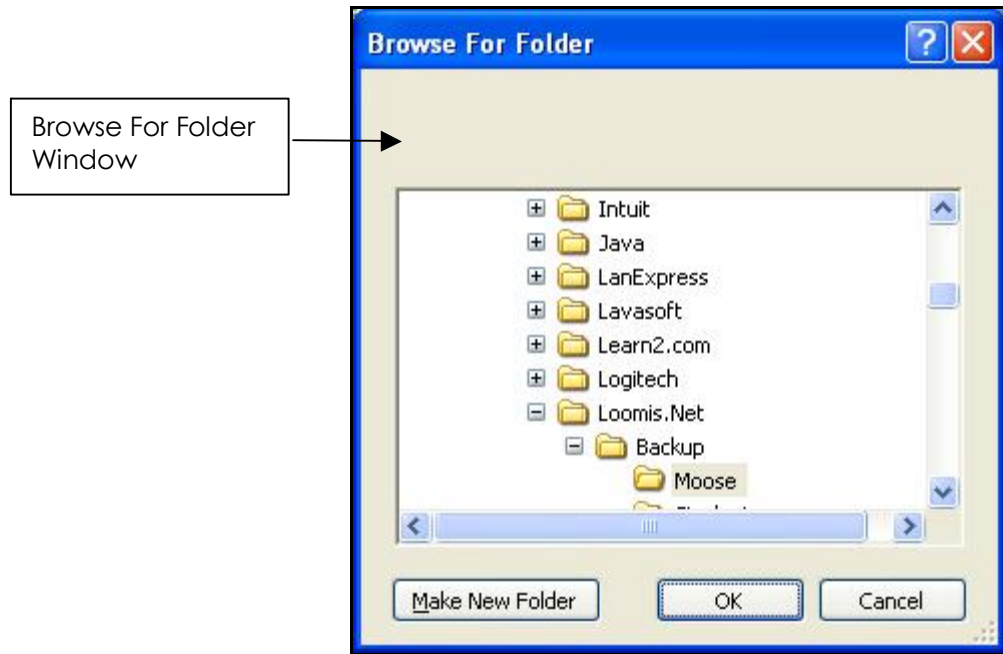 Browse For Folder
Browse For Folder
Window
Intuit
Java
LanExpress
Lavasoft
Learn2.com
Logitech
Loomis.Net
Backup
Moose
Make New Folder
OK
Cancel